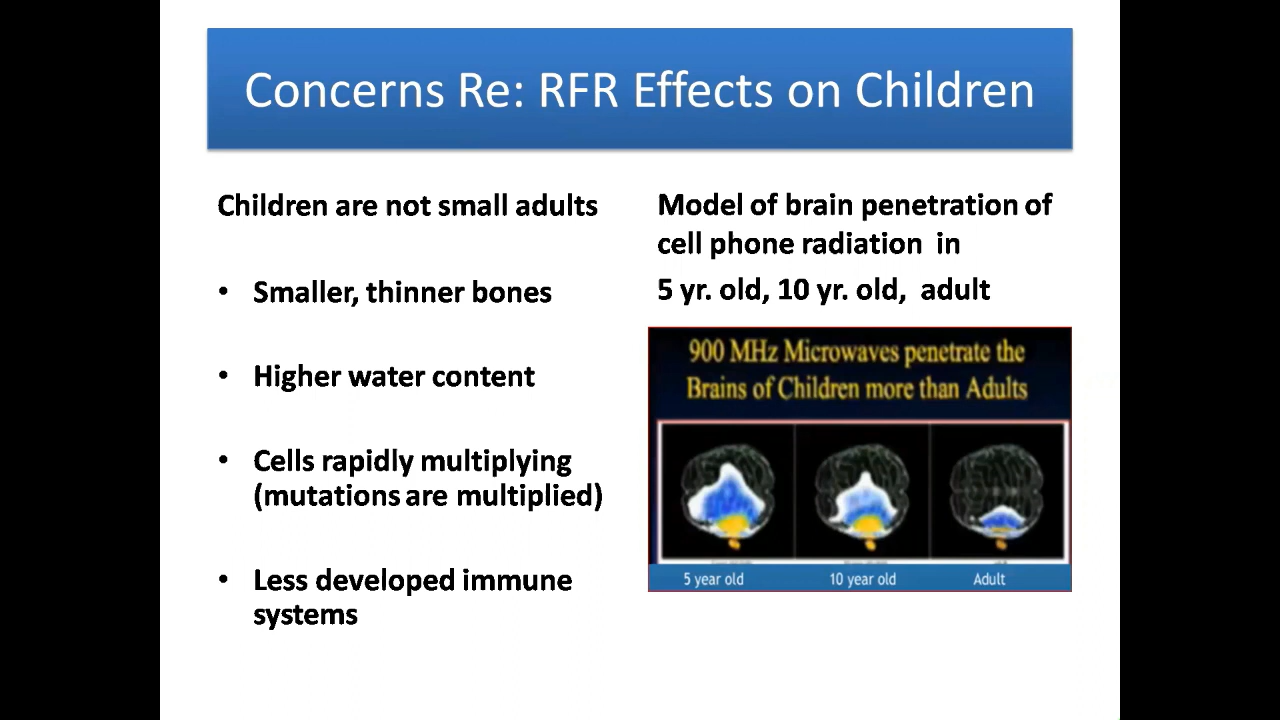 Concerns Re: RFR Effects on Children
Children are not small adults
• Smaller, thinner bones
• Higher water content
• Cells rapidly multiplying
(mutations are multiplied)
• Less developed immune
systems
Model of brain penetration of
cell phone radiation in
5 yr. old, 10 yr. old, adult
900 MHz Microwaves penetrate the
Brains of Children more than Adults
5 year old
10 year old
Adult